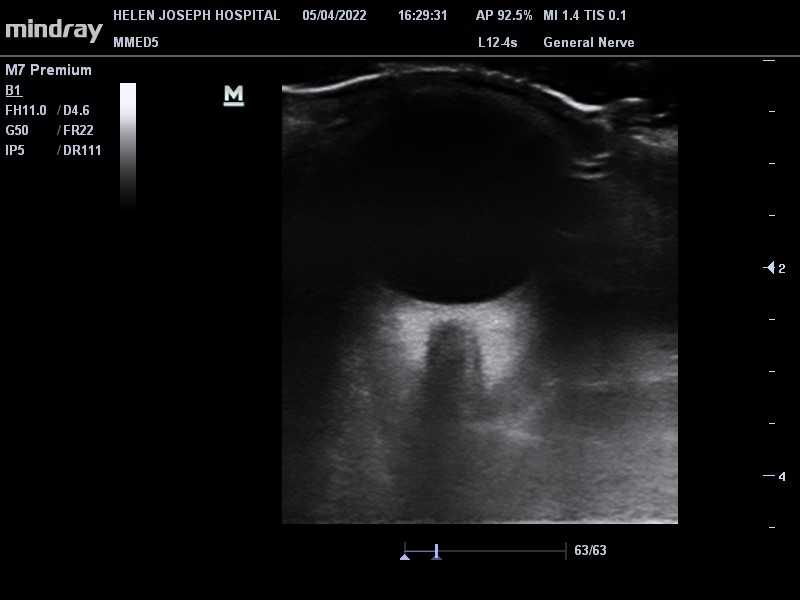 mindray
HELEN JOSEPH HOSPITAL 05/04/2022 16:29:31 AP 92.5% MI 1.4 TIS 0.1
MMED5 L12-4s General Nerve
M7 Premium
B1
FH11.0 / D4.6
G50 / FR22
IP5 / DR111
M
2
4
63/63